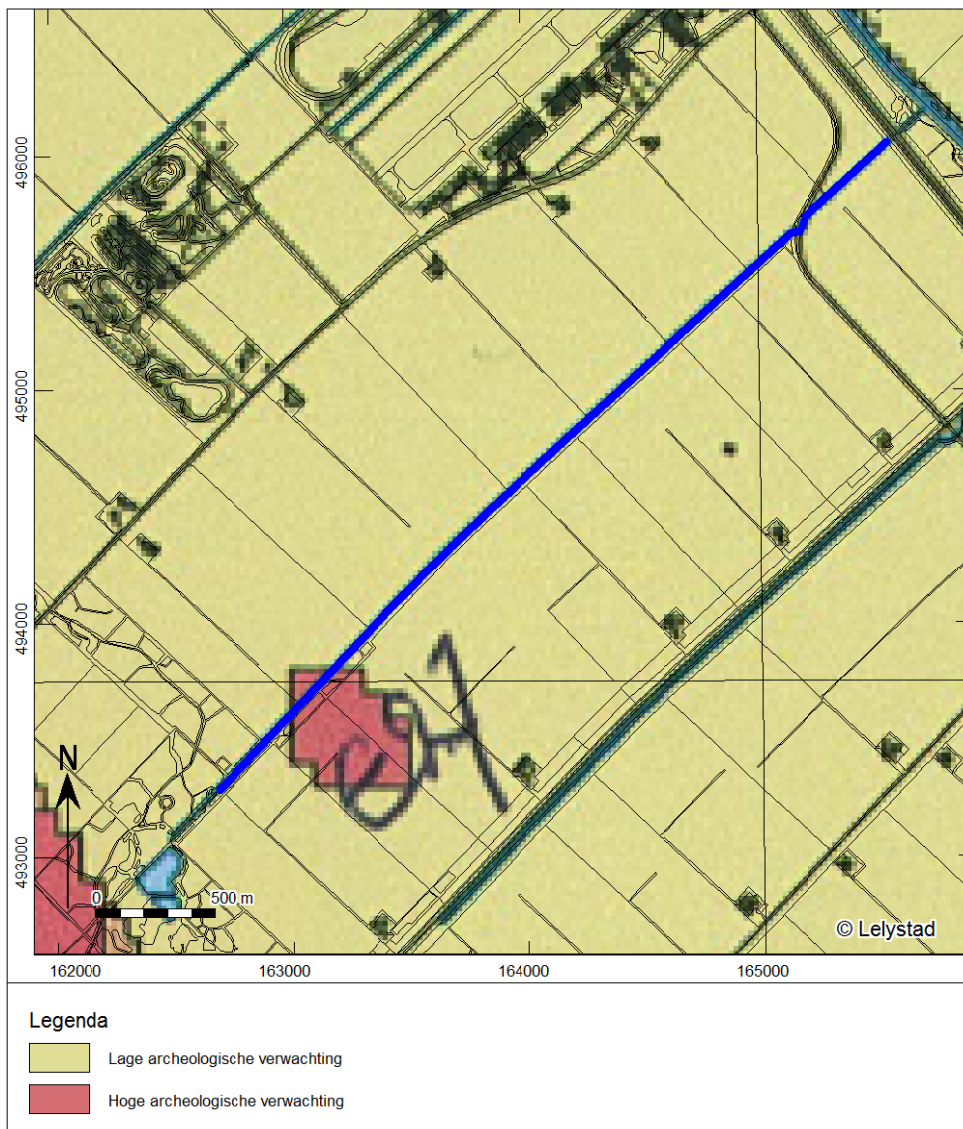 496000
495000
494000
493000
N
0 500 m
© Lelystad
162000 163000 164000 165000
Legenda
Lage archeologische verwachting
Hoge archeologische verwachting